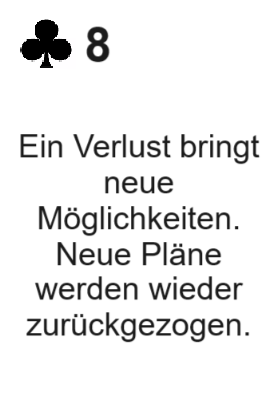 ♣ 8
Ein Verlust bringt
neue
Möglichkeiten.
Neue Pläne
werden wieder
zurückgezogen.